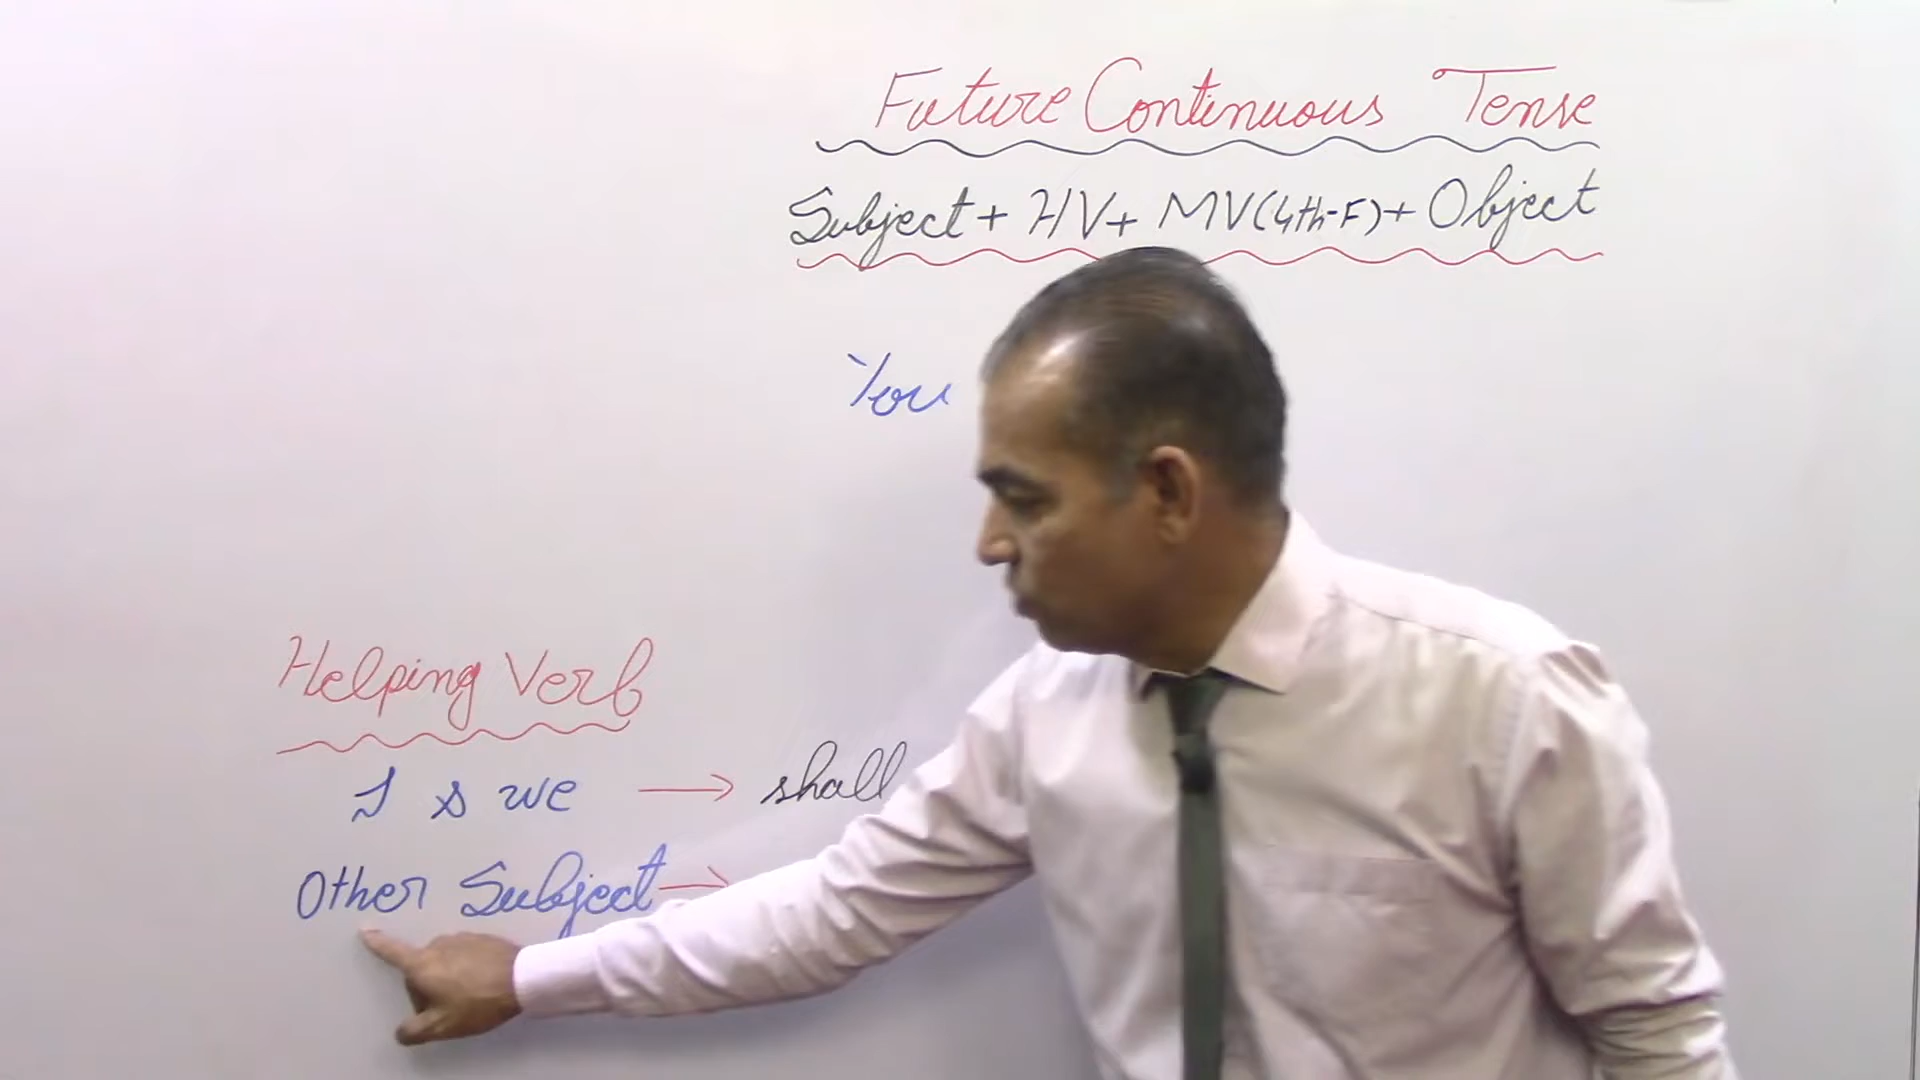 Future Continuous Tense
Subject + HV + MV(4th-F) + Object
You
Helping Verb
I & we → shall
Other Subject →